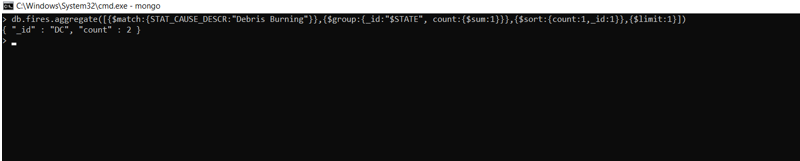 C:\Windows\System32\cmd.exe - mongo
> db.fires.aggregate([{$match:{STAT_CAUSE_DESCR:"Debris Burning"}},{$group:{_id:"$STATE", count:{$sum:1}}},{$sort:{count:1,_id:1}},{$limit:1}])
{ "_id" : "DC", "count" : 2 }
>